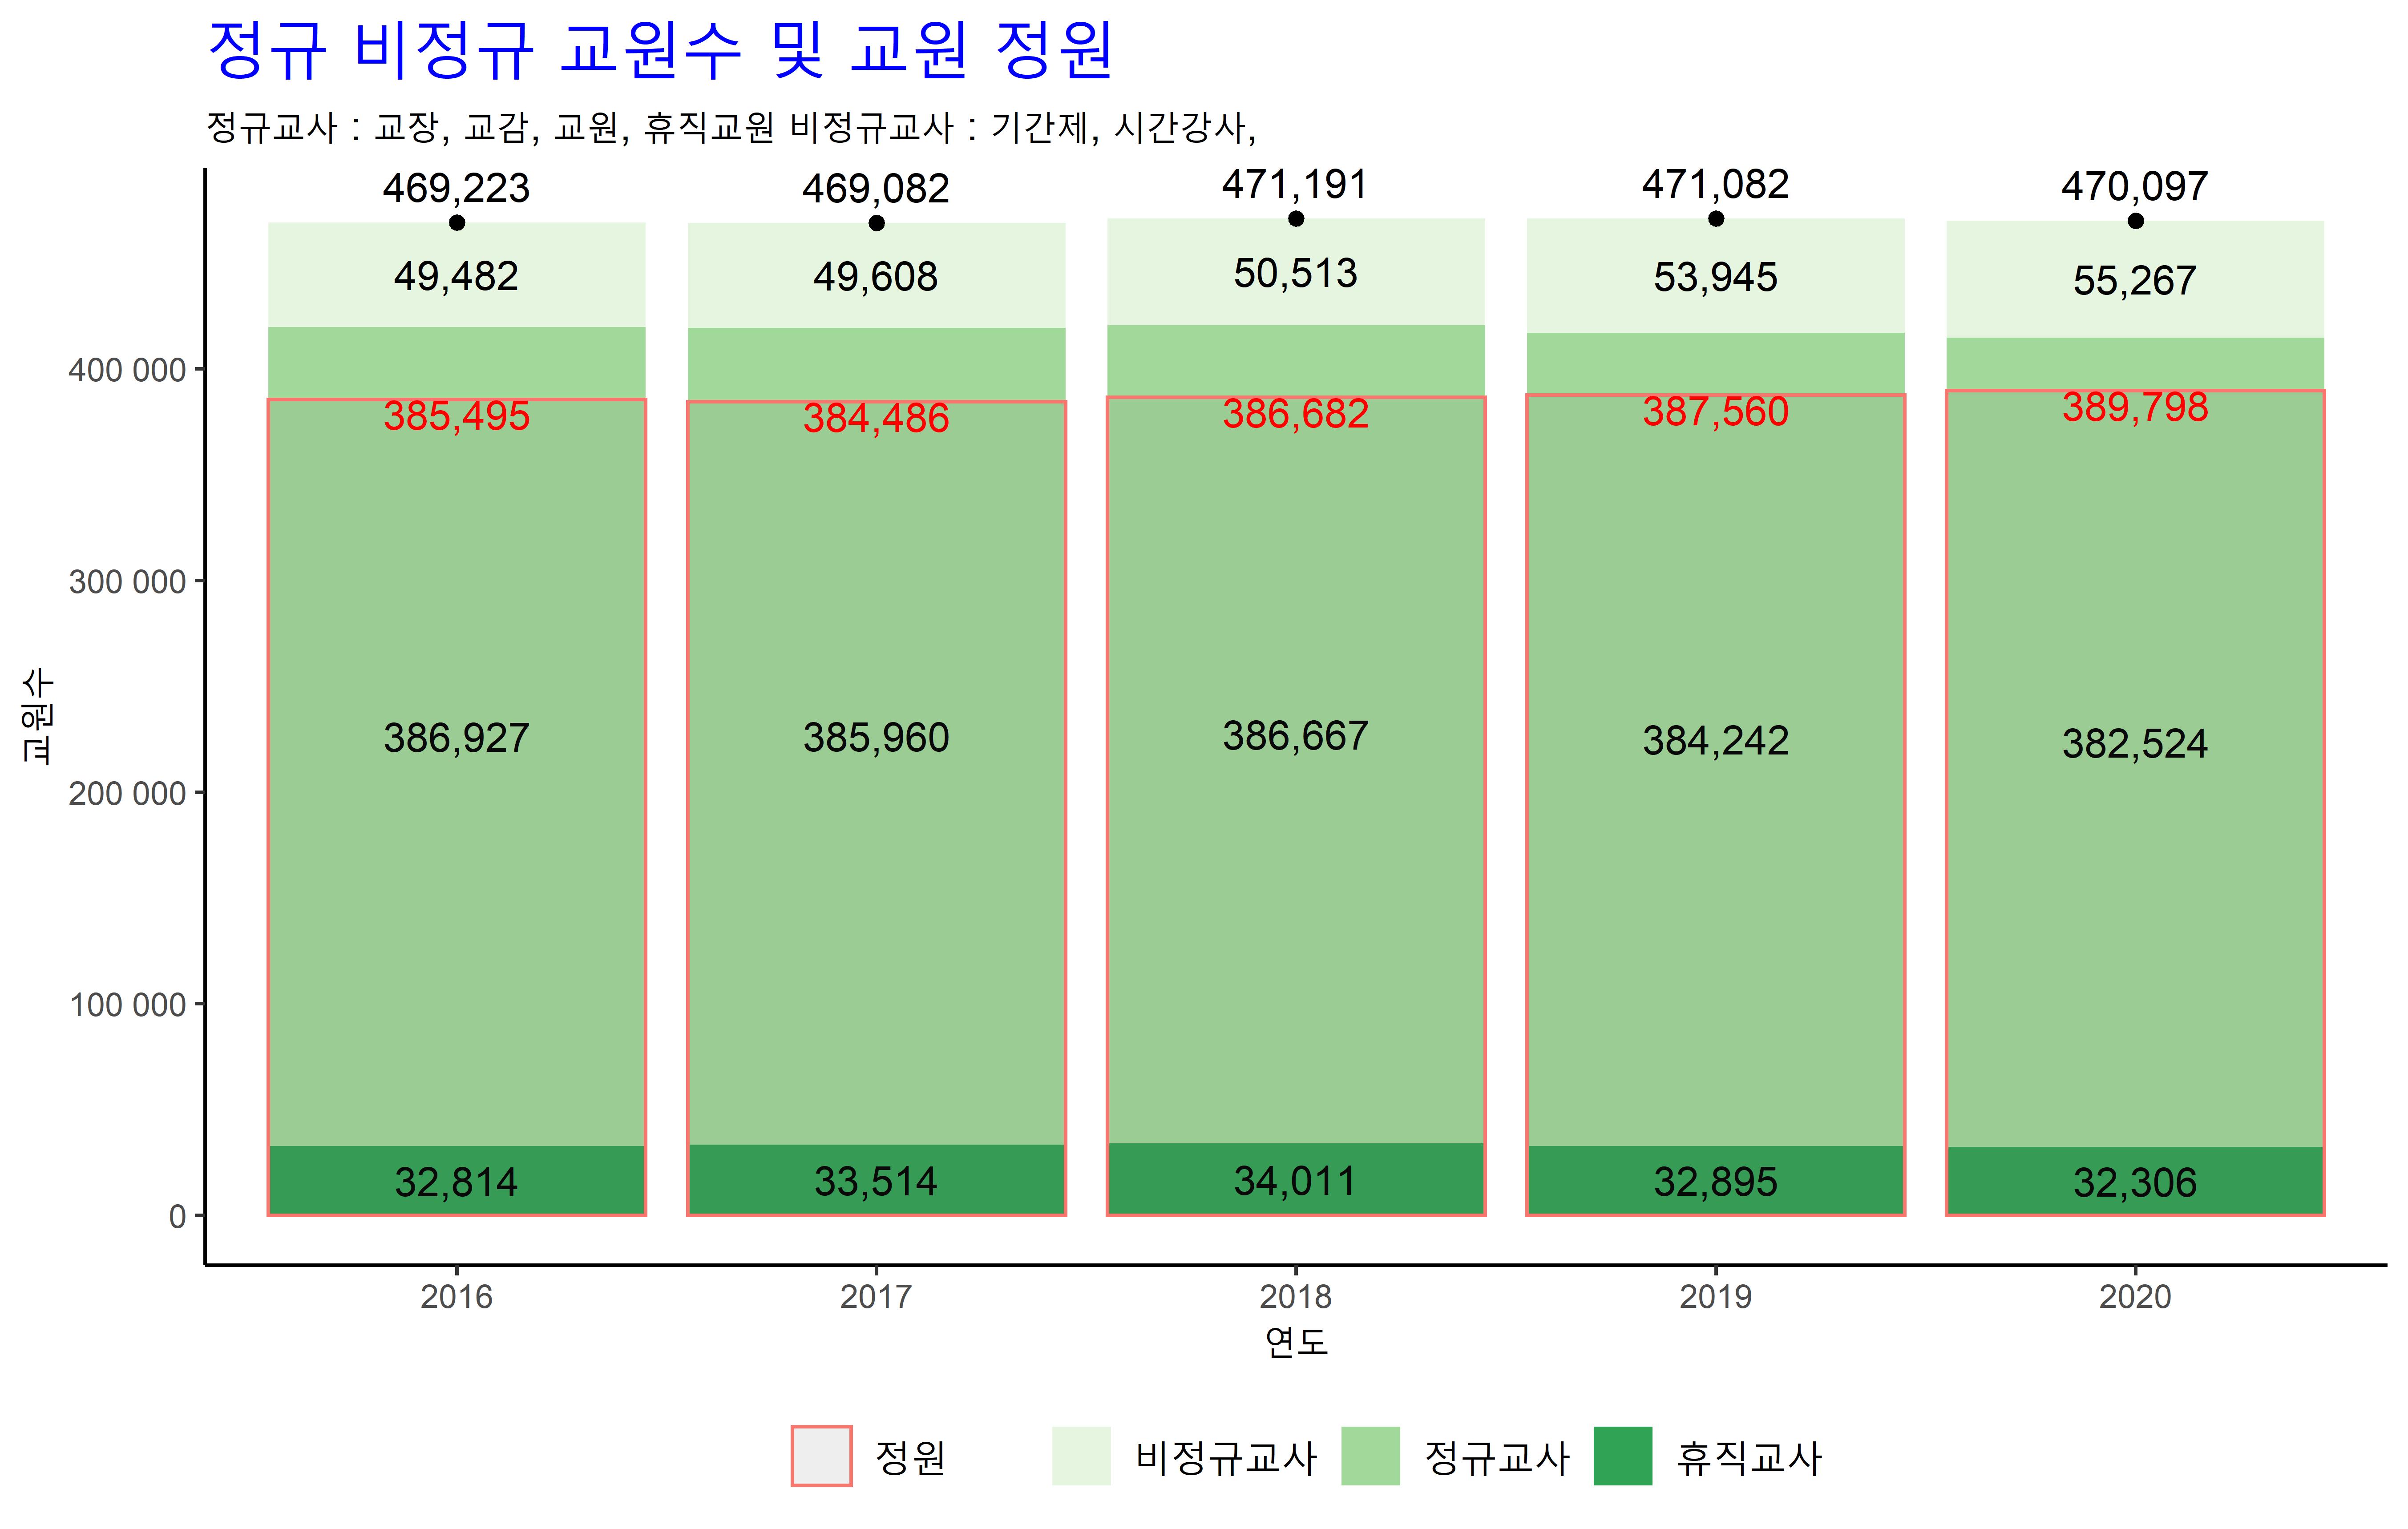 정규 비정규 교원수 및 교원 정원
정규교사 : 교장, 교감, 교원, 휴직교원 비정규교사 : 기간제, 시간강사,
469,223 469,082 471,191 471,082 470,097
49,482 49,608 50,513 53,945 55,267
400 000
385,495 384,486 386,682 387,560 389,798
300 000
교원수
386,927 385,960 386,667 384,242 382,524
200 000
100 000
32,814 33,514 34,011 32,895 32,306
0
2016 2017 2018 2019 2020
연도
정원 비정규교사 정규교사 휴직교사